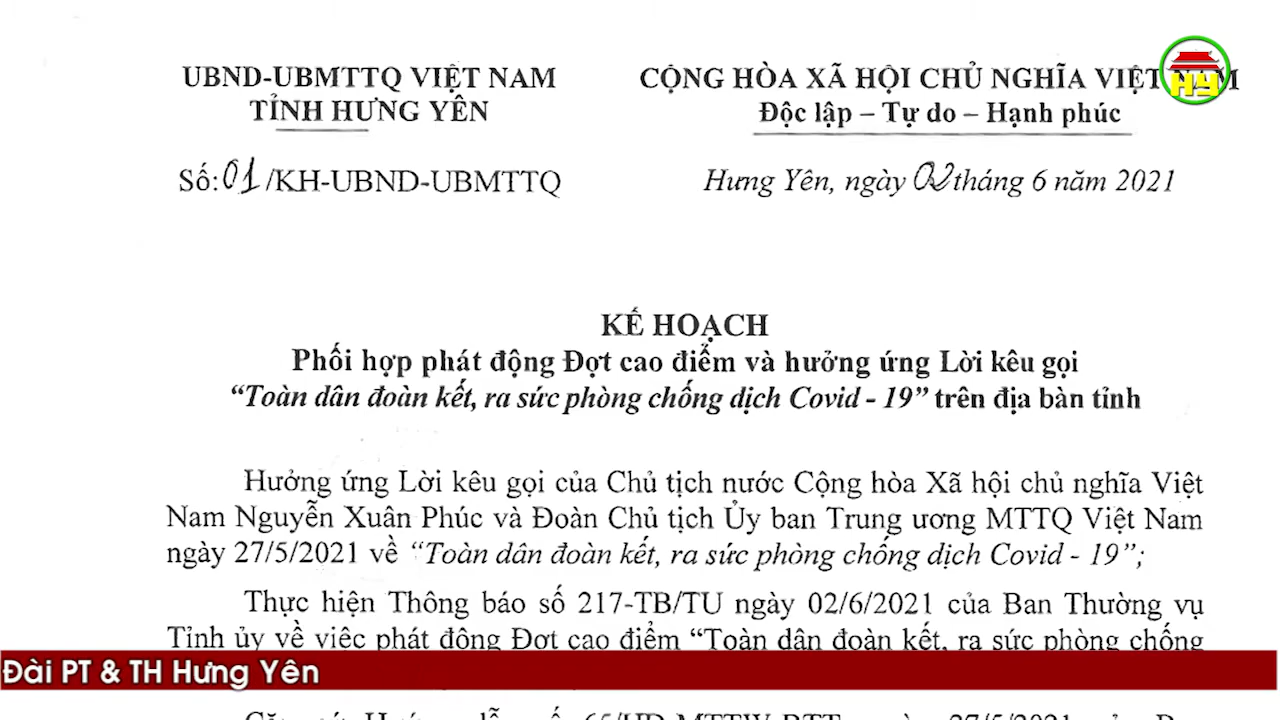 UBND-UBMTTQ VIỆT NAM
TỈNH HƯNG YÊN
CỘNG HÒA XÃ HỘI CHỦ NGHĨA VIỆT NAM
Độc lập – Tự do – Hạnh phúc
HY
Số: 01 /KH-UBND-UBMTTQ
Hưng Yên, ngày 02 tháng 6 năm 2021
KẾ HOẠCH
Phối hợp phát động Đợt cao điểm và hưởng ứng Lời kêu gọi
“Toàn dân đoàn kết, ra sức phòng chống dịch Covid - 19” trên địa bàn tỉnh
Hưởng ứng Lời kêu gọi của Chủ tịch nước Cộng hòa Xã hội chủ nghĩa Việt
Nam Nguyễn Xuân Phúc và Đoàn Chủ tịch Ủy ban Trung ương MTTQ Việt Nam
ngày 27/5/2021 về “Toàn dân đoàn kết, ra sức phòng chống dịch Covid - 19”;
Thực hiện Thông báo số 217-TB/TU ngày 02/6/2021 của Ban Thường vụ
Tỉnh ủy về việc phát động Đợt cao điểm “Toàn dân đoàn kết, ra sức phòng chống
Đài PT & TH Hưng Yên